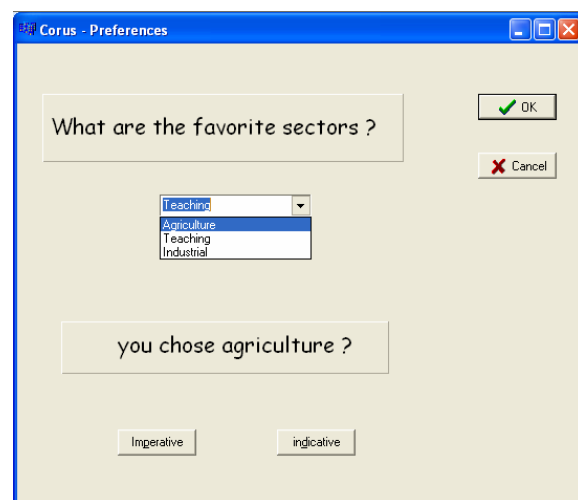 Corus - Preferences
What are the favorite sectors ?
OK
Cancel
Teaching
Agriculture
Teaching
Industrial
you chose agriculture ?
Imperative
indicative